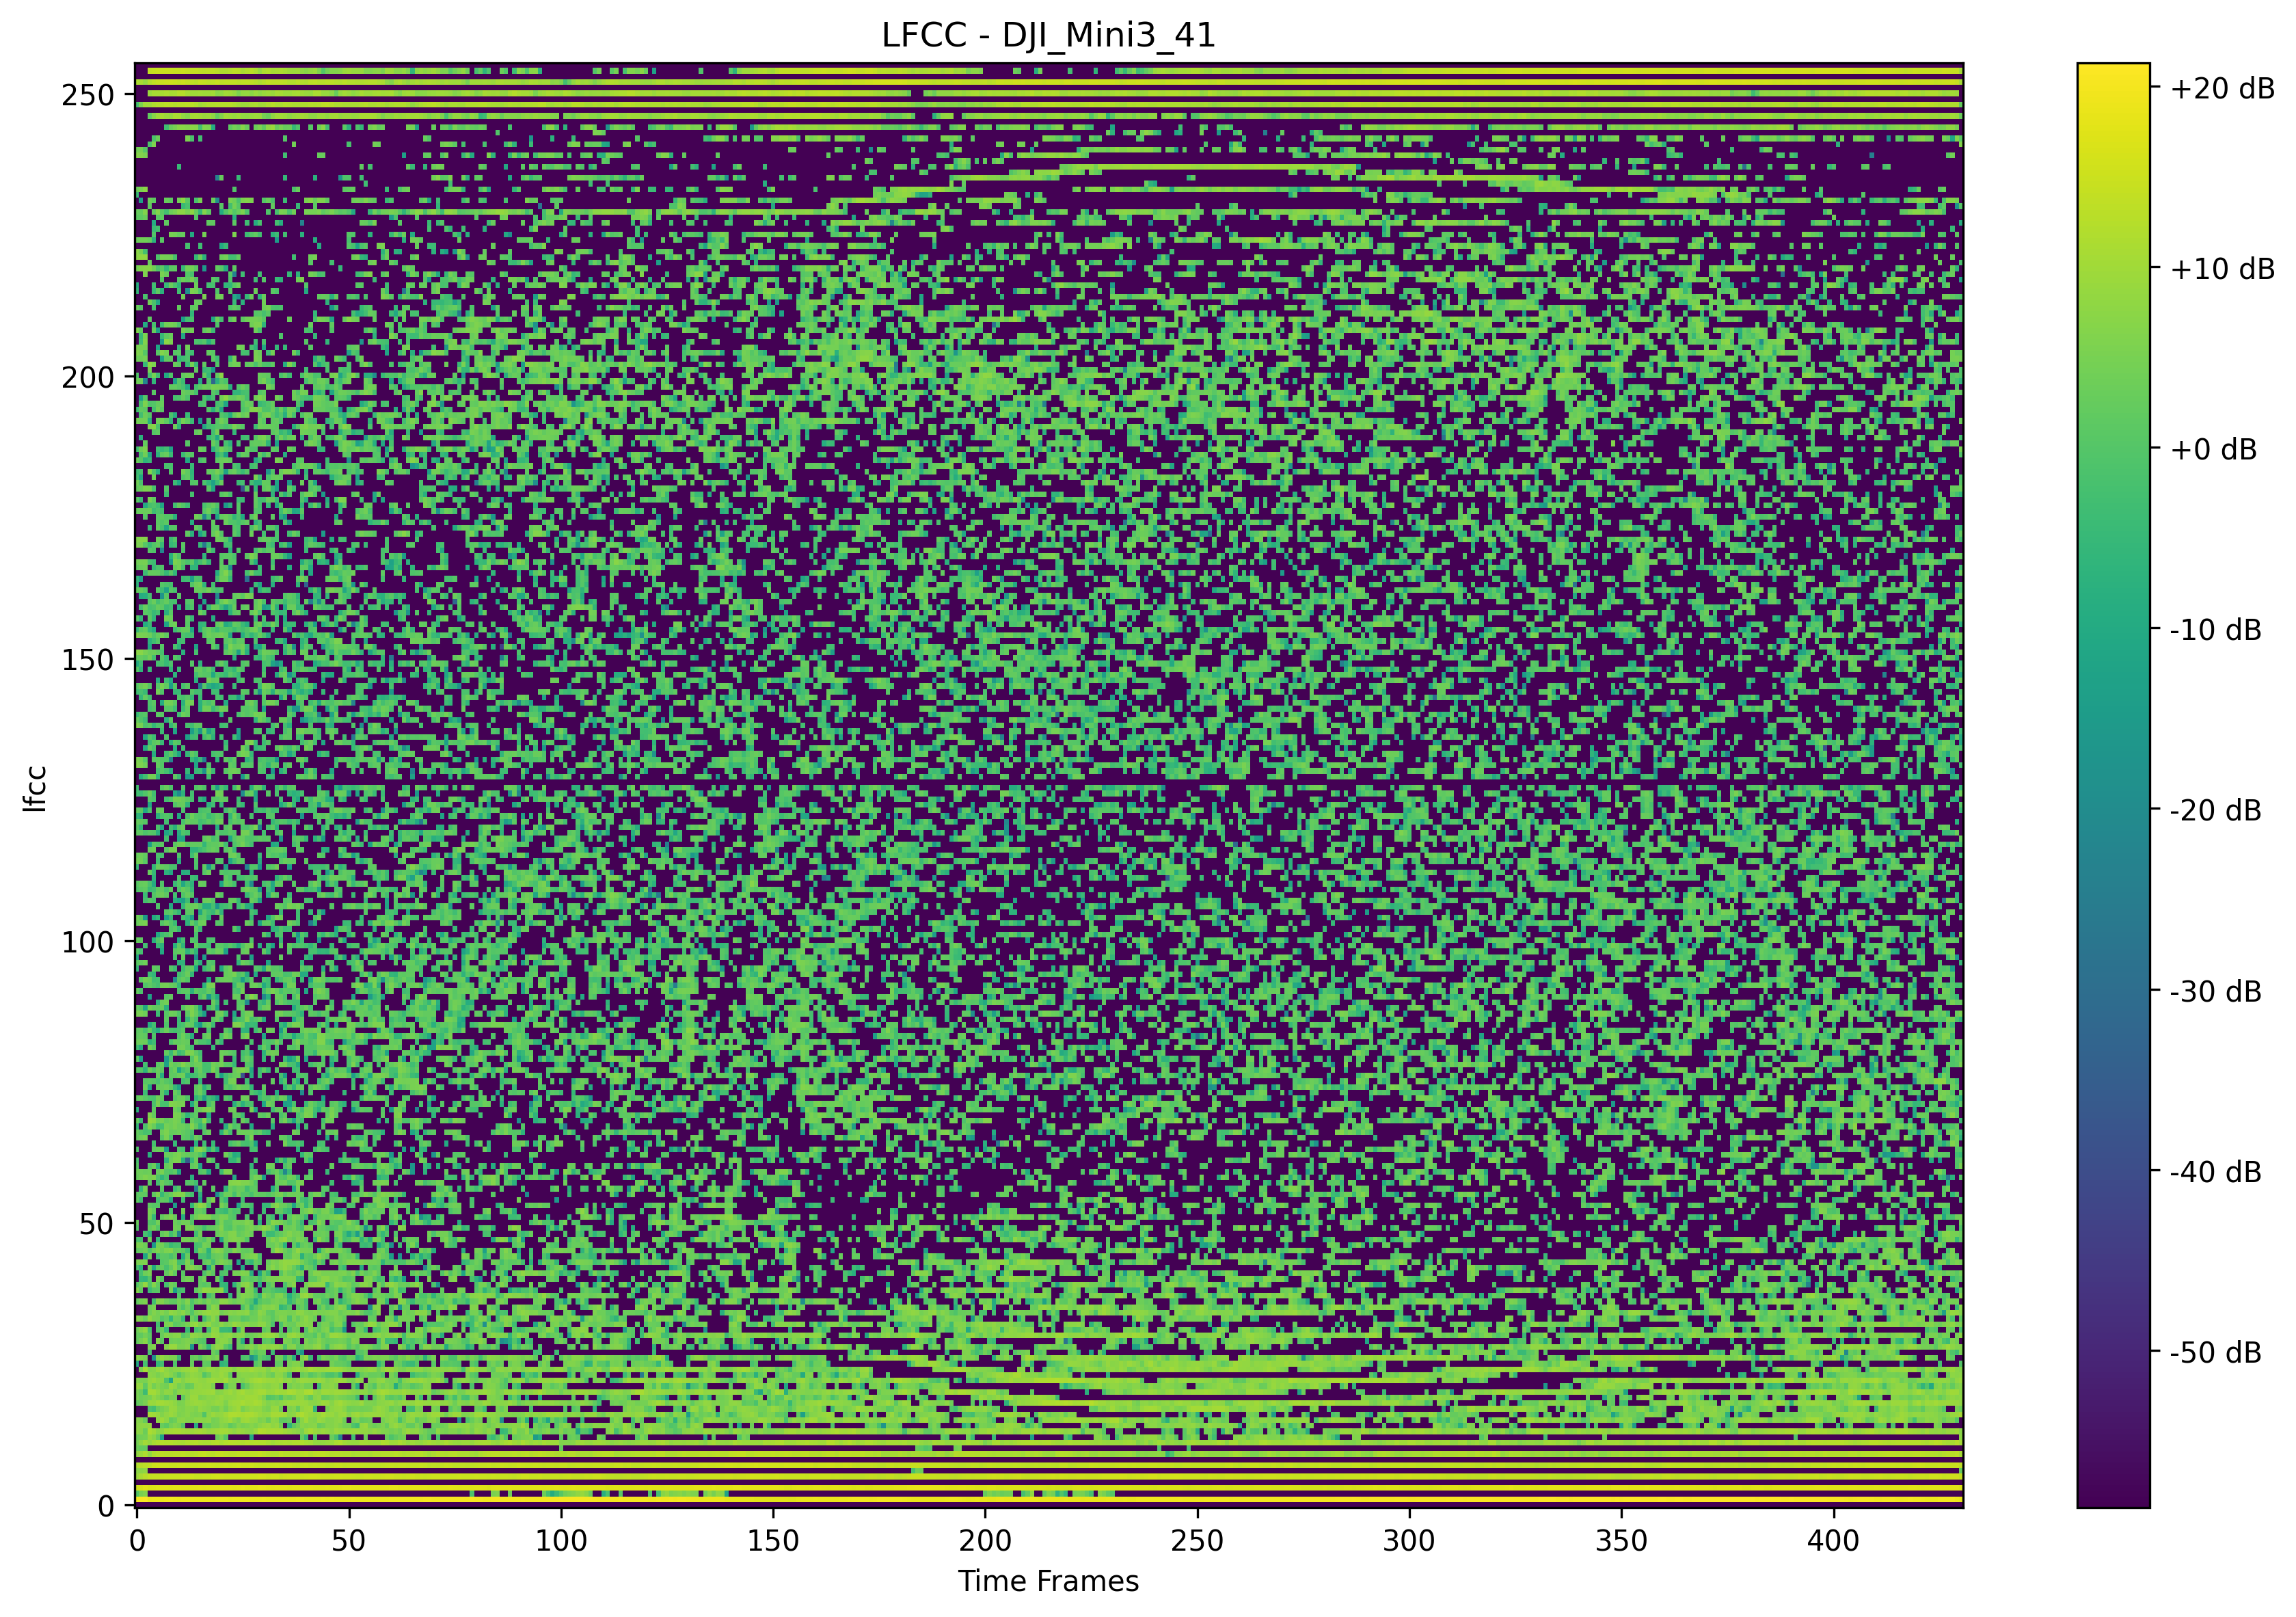 LFCC - DJI_Mini3_41
250
200
150
100
50
0
lfcc
0 50 100 150 200 250 300 350 400
Time Frames
+20 dB
+10 dB
+0 dB
-10 dB
-20 dB
-30 dB
-40 dB
-50 dB